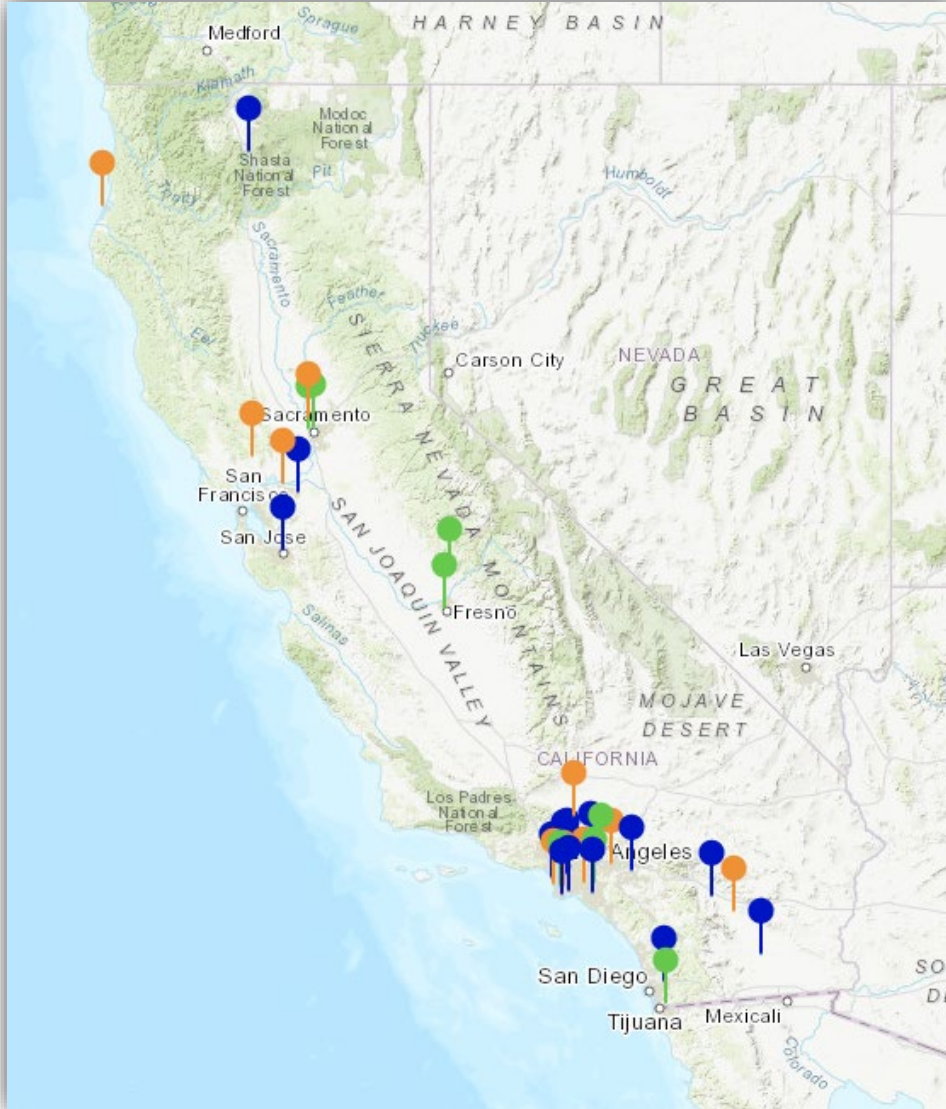 HARNEY BASIN
Sprague
Medford
Klamath
Modoc
National
Forest
Shasta
National
Forest
Pit
Trinity
Humboldt
Sacramento
Feather
Truckee
Eel
Carson City
NEVADA
GREAT
BASIN
SIERRA NEVADA MOUNTAINS
Sacramento
San
Francisco
San Jose
SAN JOAQUIN VALLEY
Fresno
Salinas
Las Vegas
MOJAVE
DESERT
CALIFORNIA
Los Padres
National
Forest
Angeles
San Diego
Tijuana
Mexicali
Colorado
SO
DE